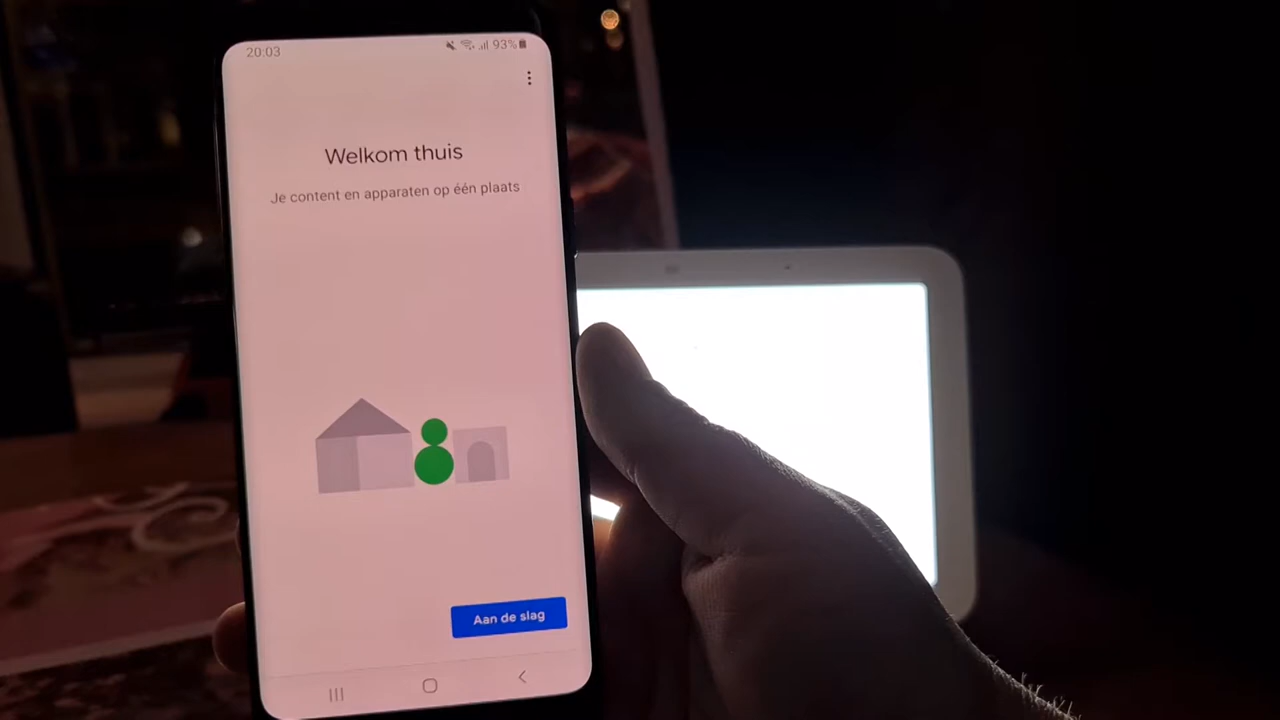 20:03 93%
Welkom thuis
Je content en apparaten op één plaats
Aan de slag